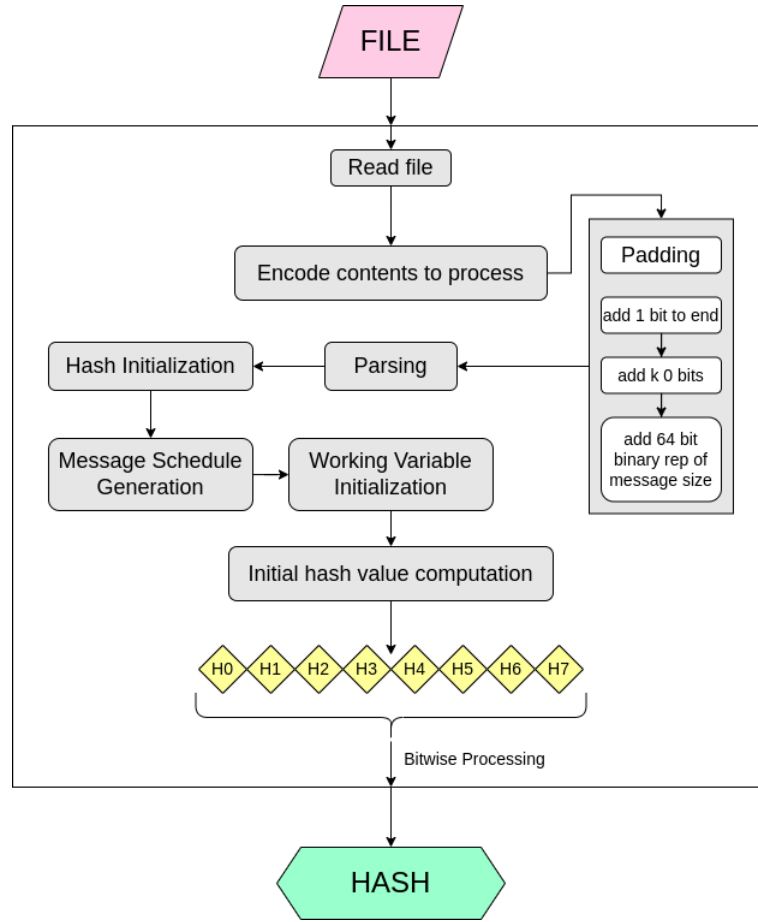 FILE
Read file
Encode contents to process
Padding
add 1 bit to end
add k 0 bits
add 64 bit
binary rep of
message size
Parsing
Hash Initialization
Message Schedule
Generation
Working Variable
Initialization
Initial hash value computation
H0 H1 H2 H3 H4 H5 H6 H7
Bitwise Processing
HASH